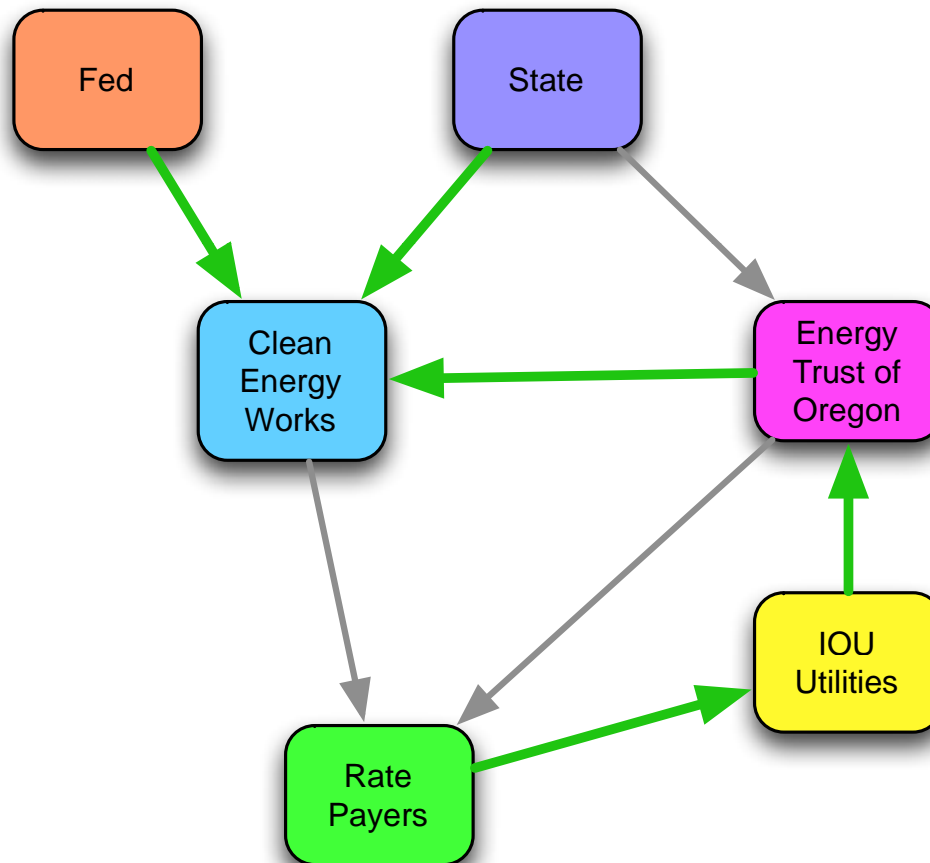 Fed
State
Clean
Energy
Works
Energy
Trust of
Oregon
IOU
Utilities
Rate
Payers